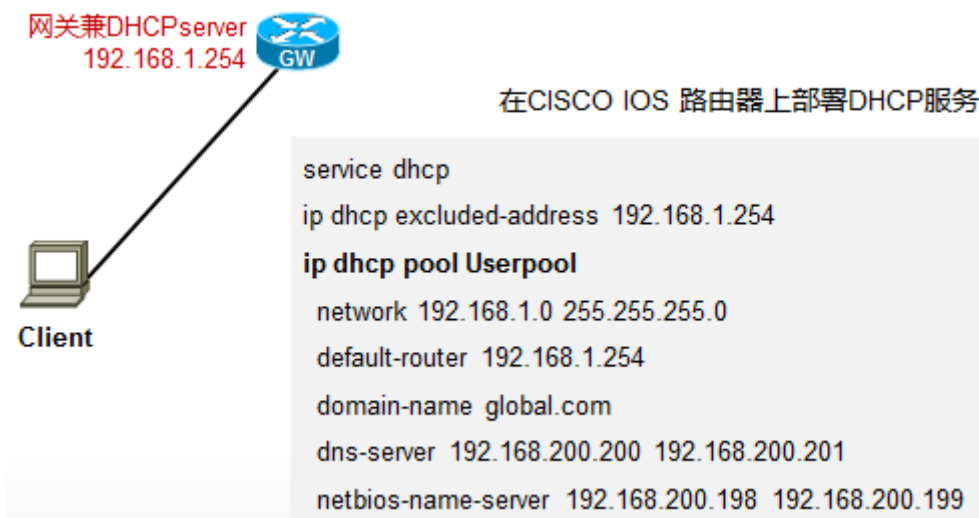 网关兼DHCPserver
192.168.1.254
GW
在CISCO IOS 路由器上部署DHCP服务
service dhcp
ip dhcp excluded-address 192.168.1.254
ip dhcp pool Userpool
network 192.168.1.0 255.255.255.0
default-router 192.168.1.254
domain-name global.com
dns-server 192.168.200.200 192.168.200.201
netbios-name-server 192.168.200.198 192.168.200.199
Client